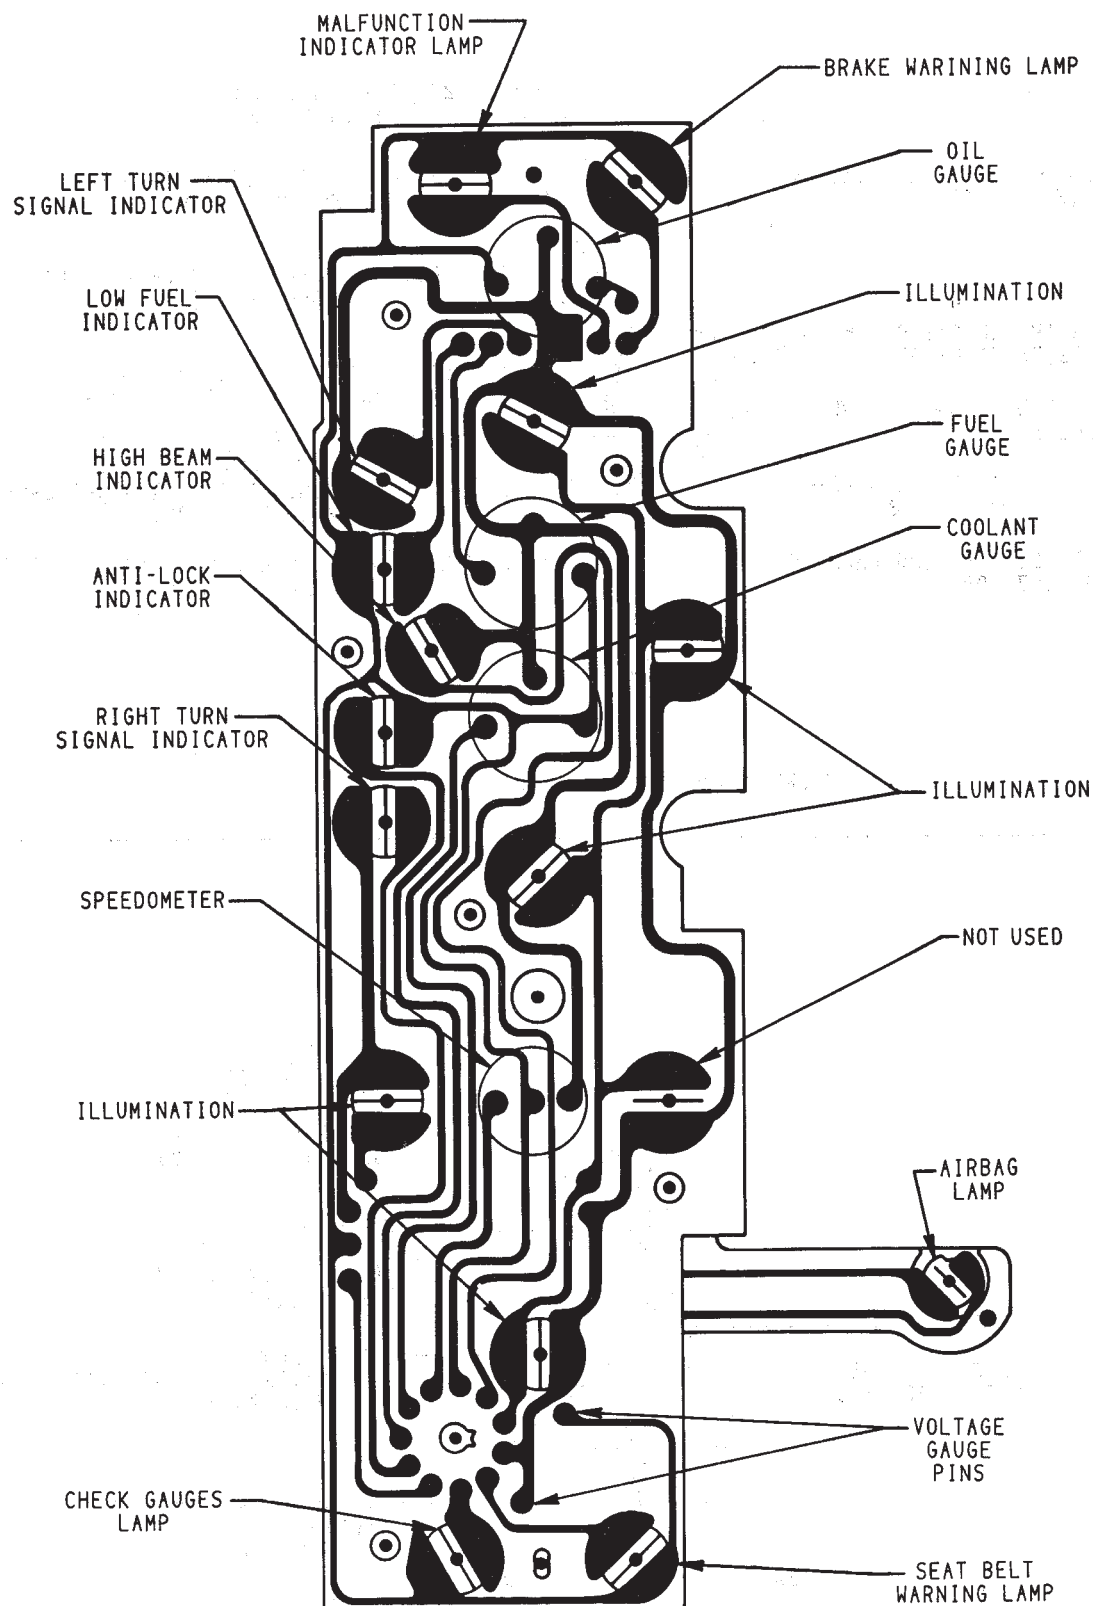 MALFUNCTION
INDICATOR LAMP
BRAKE WARINING LAMP
OIL
GAUGE
LEFT TURN
SIGNAL INDICATOR
LOW FUEL
INDICATOR
ILLUMINATION
FUEL
GAUGE
HIGH BEAM
INDICATOR
COOLANT
GAUGE
ANTI-LOCK
INDICATOR
RIGHT TURN
SIGNAL INDICATOR
ILLUMINATION
SPEEDOMETER
NOT USED
ILLUMINATION
AIRBAG
LAMP
VOLTAGE
GAUGE
PINS
CHECK GAUGES
LAMP
SEAT BELT
WARNING LAMP